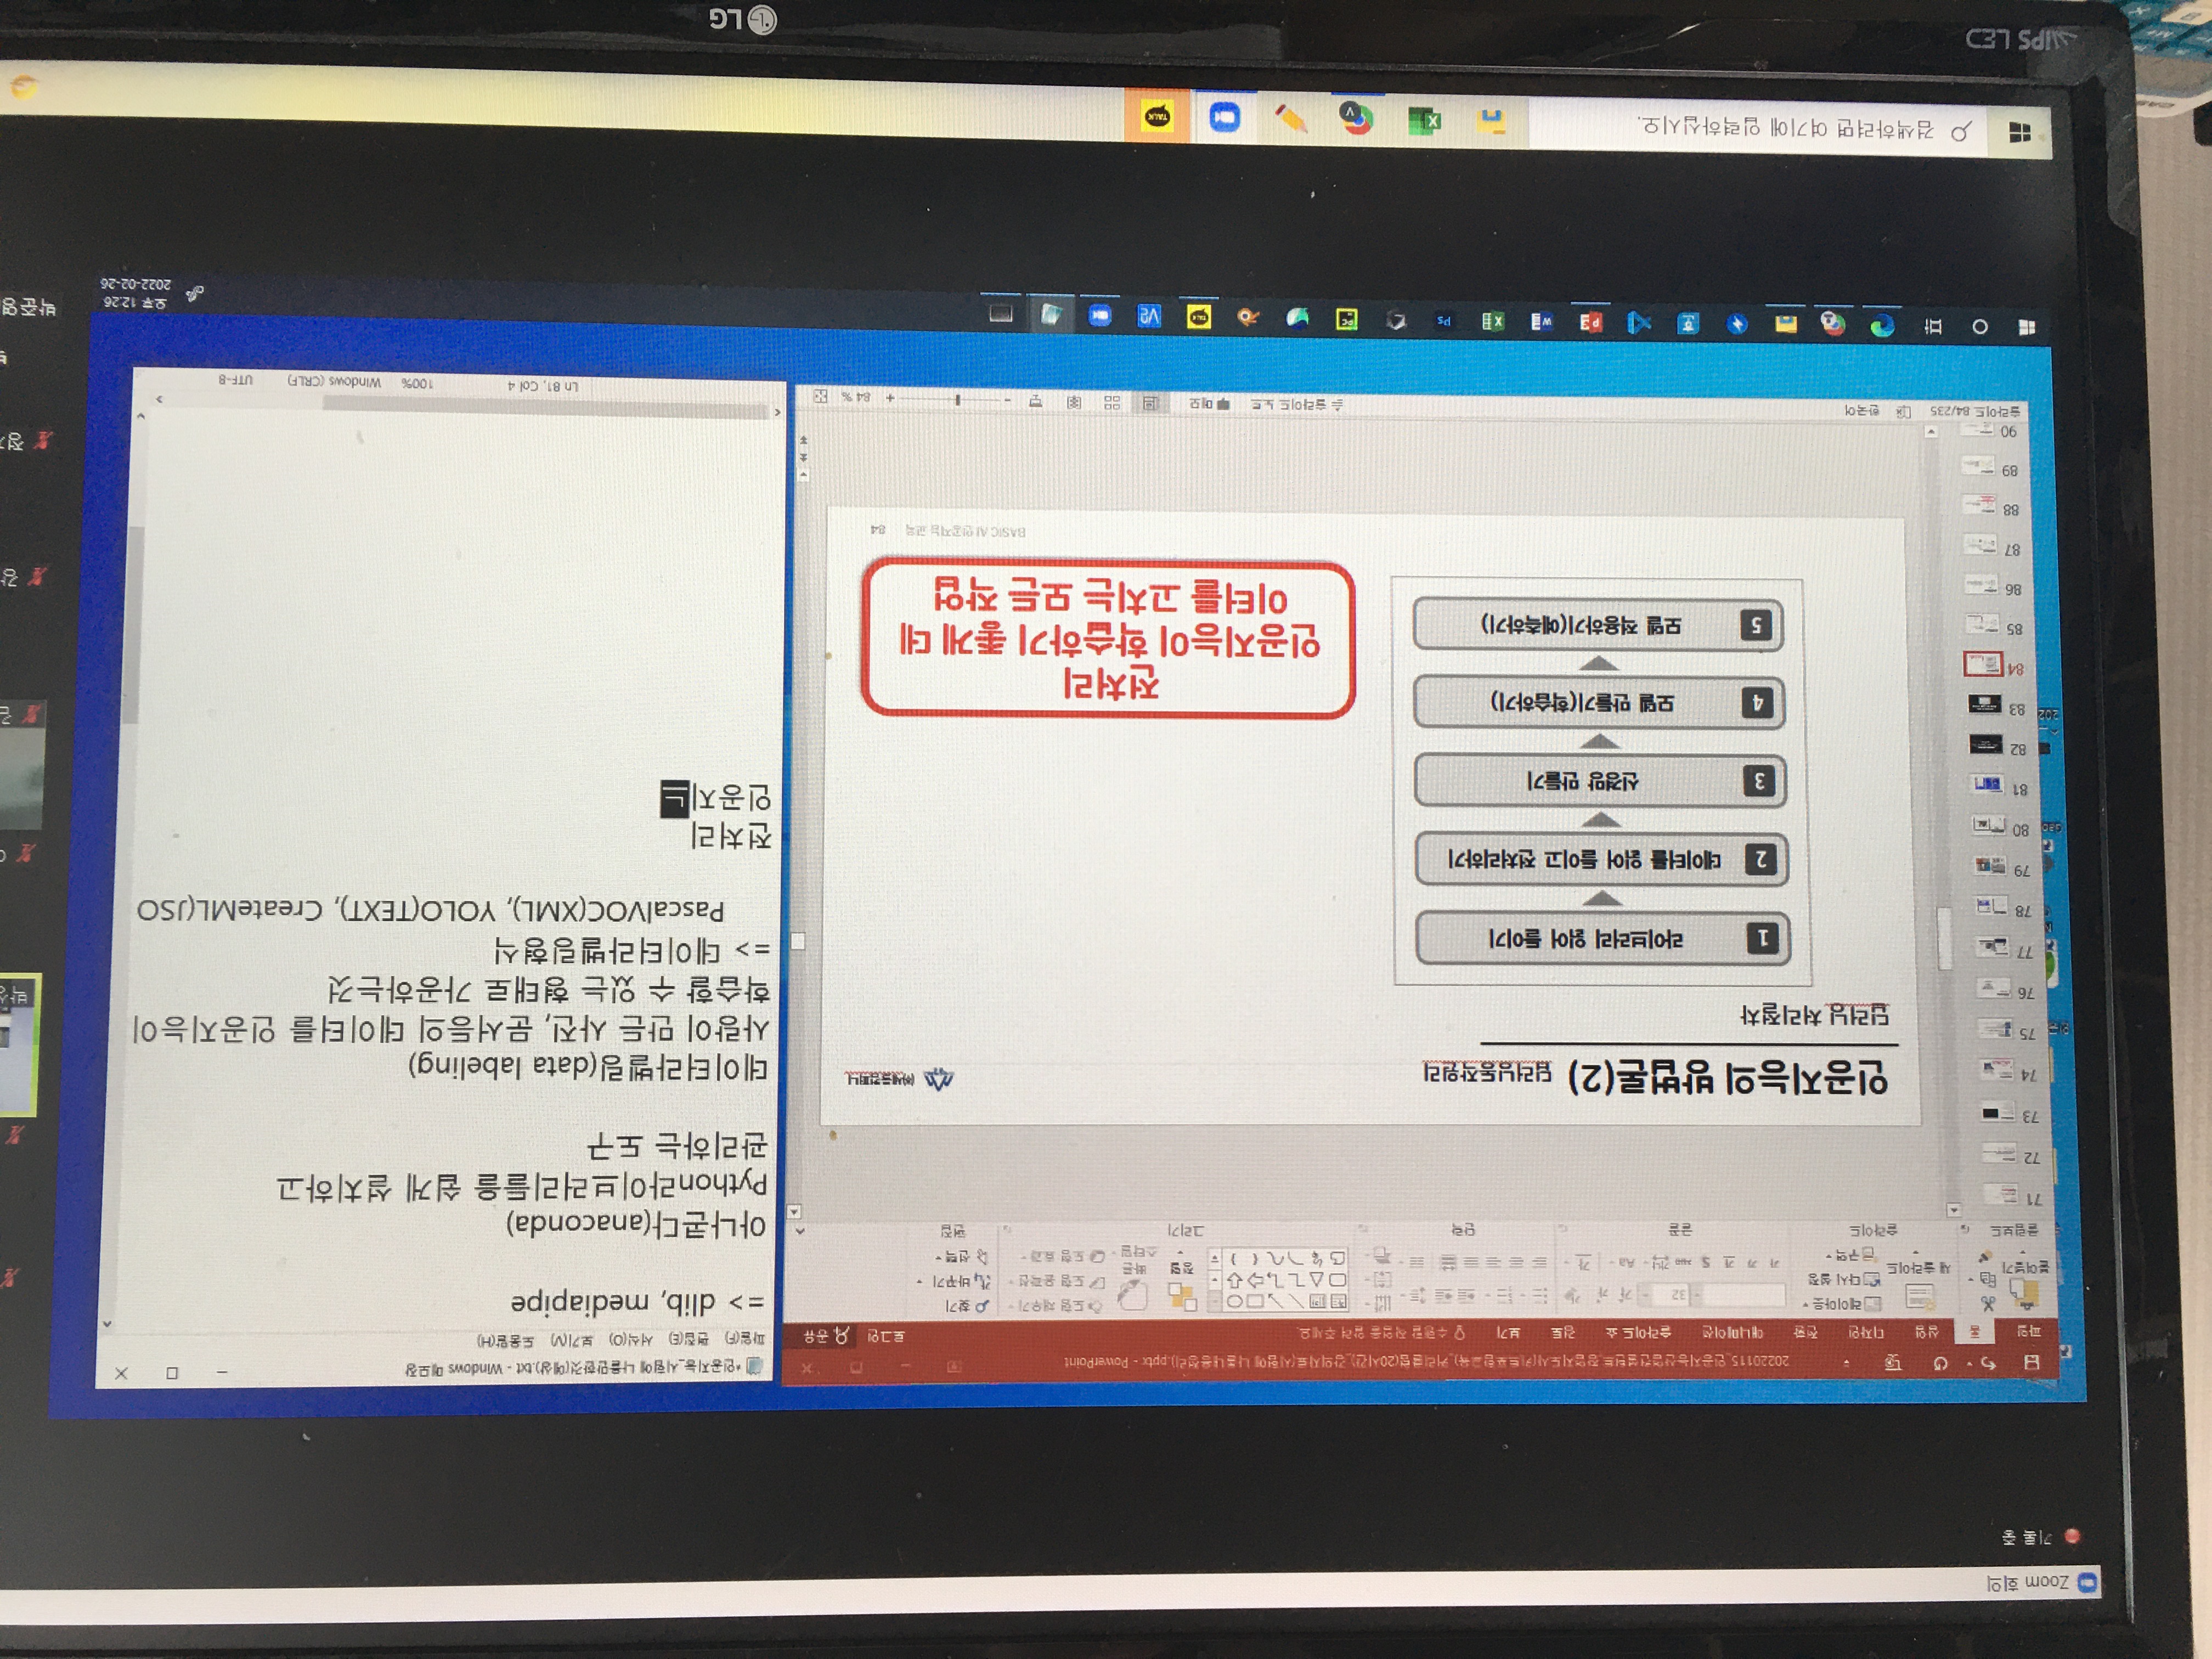 Zoom 회의
기록 중
20220115_인공지능산업컨설턴트,창업지도사(키트포함교육)_커리큘럼(20시간)_강의자료(시험에 나올내용정리).pptx - PowerPoint
파일 홈 삽입 디자인 전환 애니메이션 슬라이드 쇼 검토 보기 수행할 작업을 알려 주세요. 로그인 공유
붙여넣기
새 슬라이드
레이아웃
다시 설정
구역
32
정렬
빠른 스타일
도형 채우기
도형 윤곽선
도형 효과
찾기
바꾸기
선택
클립보드 슬라이드 글꼴 단락 그리기 편집
71
72
73
74
75
76
77
78
79
80
81
82
83
84
85
86
87
88
89
90
인공지능의 방법론(2) 딥러닝동작원리
㈜세듀컴퍼니
딥러닝 처리절차
1 라이브러리 읽어 들이기
2 데이터를 읽어 들이고 전처리하기
3 신경망 만들기
4 모델 만들기(학습하기)
5 모델 적용하기(예측하기)
전처리
인공지능이 학습하기 좋게 데
이터를 고치는 모든 작업
BASIC AI 인공지능 교육 84
슬라이드 84/235 한국어 슬라이드 노트 메모 84 %
*인공지능_시험에 나올만한것(예상).txt - Windows 메모장
파일(F) 편집(E) 서식(O) 보기(V) 도움말(H)
=> dlib, mediapipe
아나콘다(anaconda)
Python라이브러리들을 쉽게 설치하고
관리하는 도구
데이터라벨링(data labeling)
사랑이 만든 사진, 문서등의 데이터를 인공지능이
학습할 수 있는 형태로 가공하는것
=> 데이터라벨링형식
PascalVOC(XML), YOLO(TEXT), CreateML(JSO
전처리
인공지느
Ln 81, Col 4 100% Windows (CRLF) UTF-8
오후 12:26
2022-02-26
박준영
검색하려면 여기에 입력하십시오.
TALK
IPS LED
LG